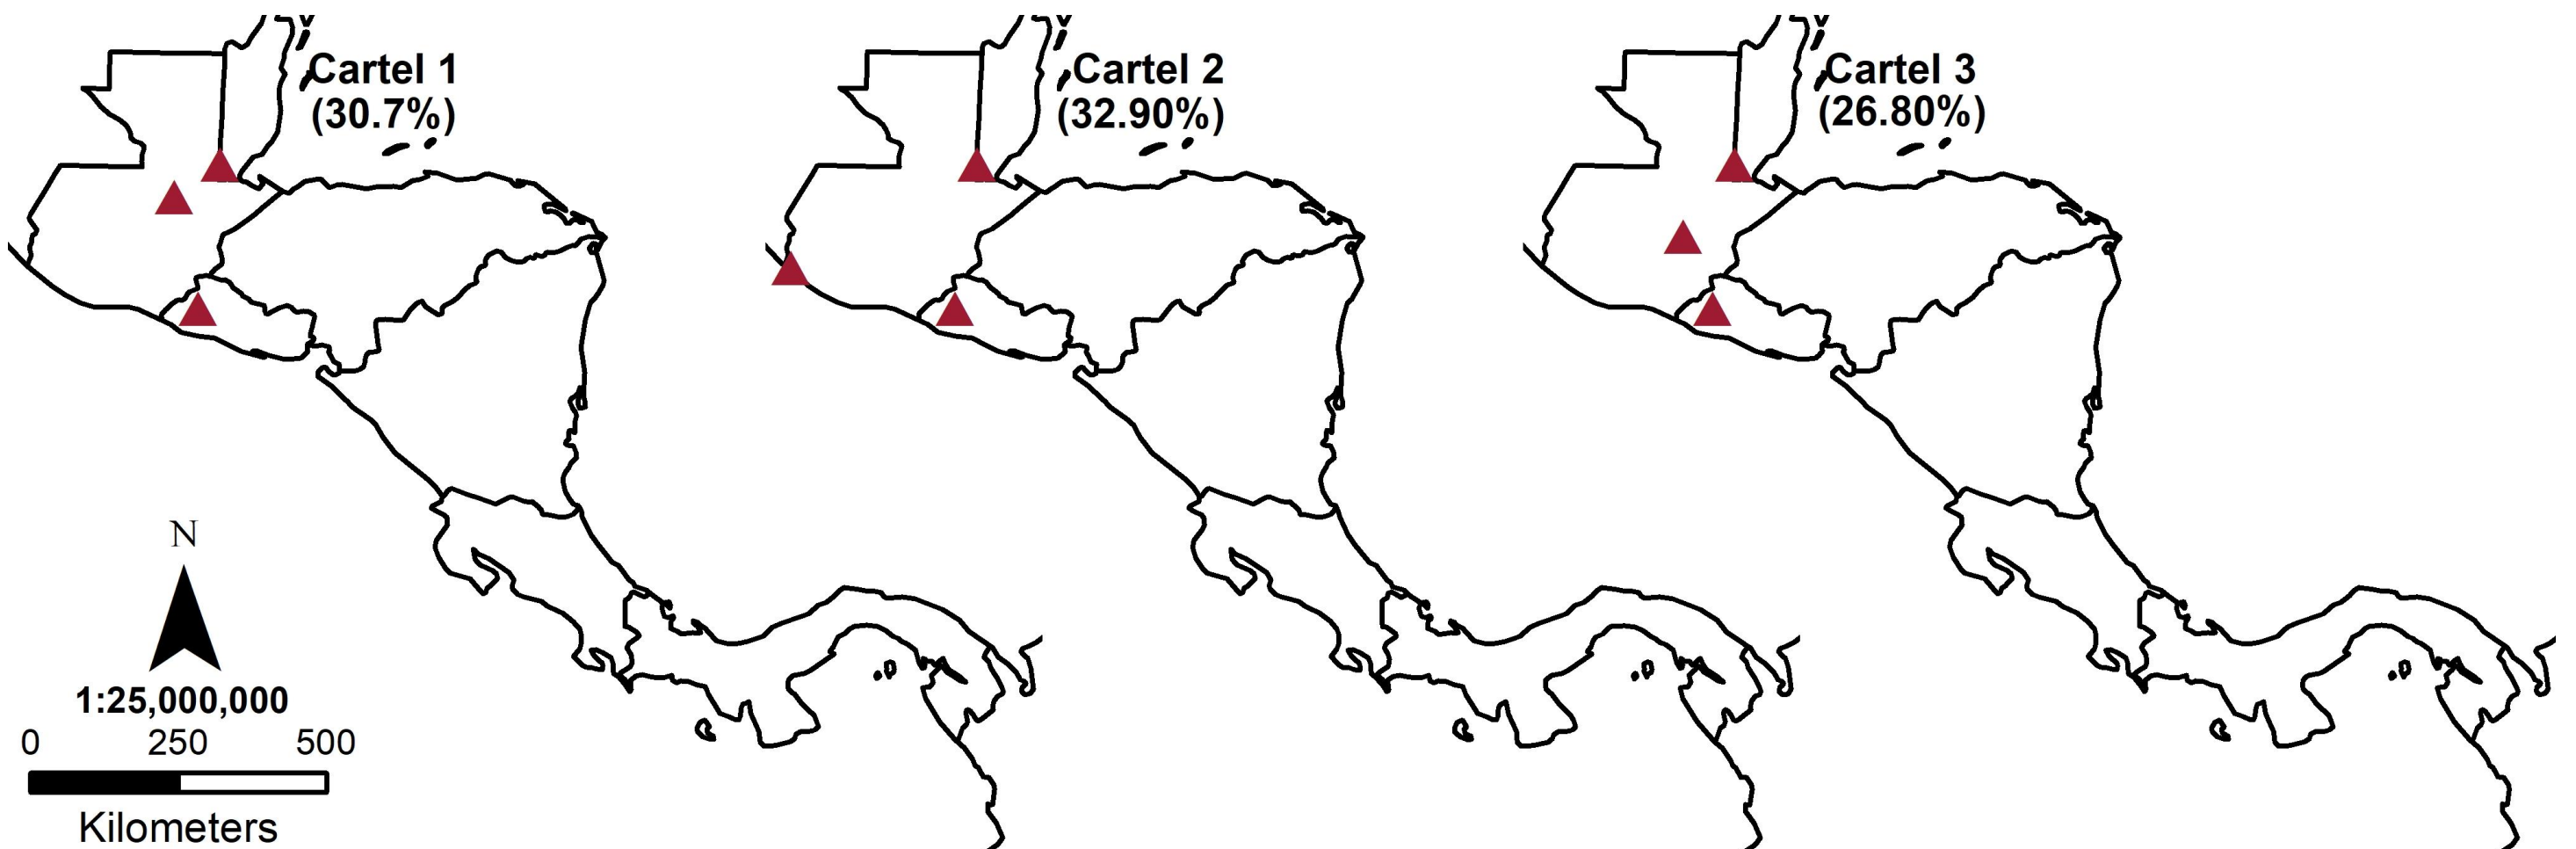 Cartel 1
(30.7%)
Cartel 2
(32.90%)
Cartel 3
(26.80%)
N
1:25,000,000
0 250 500
Kilometers